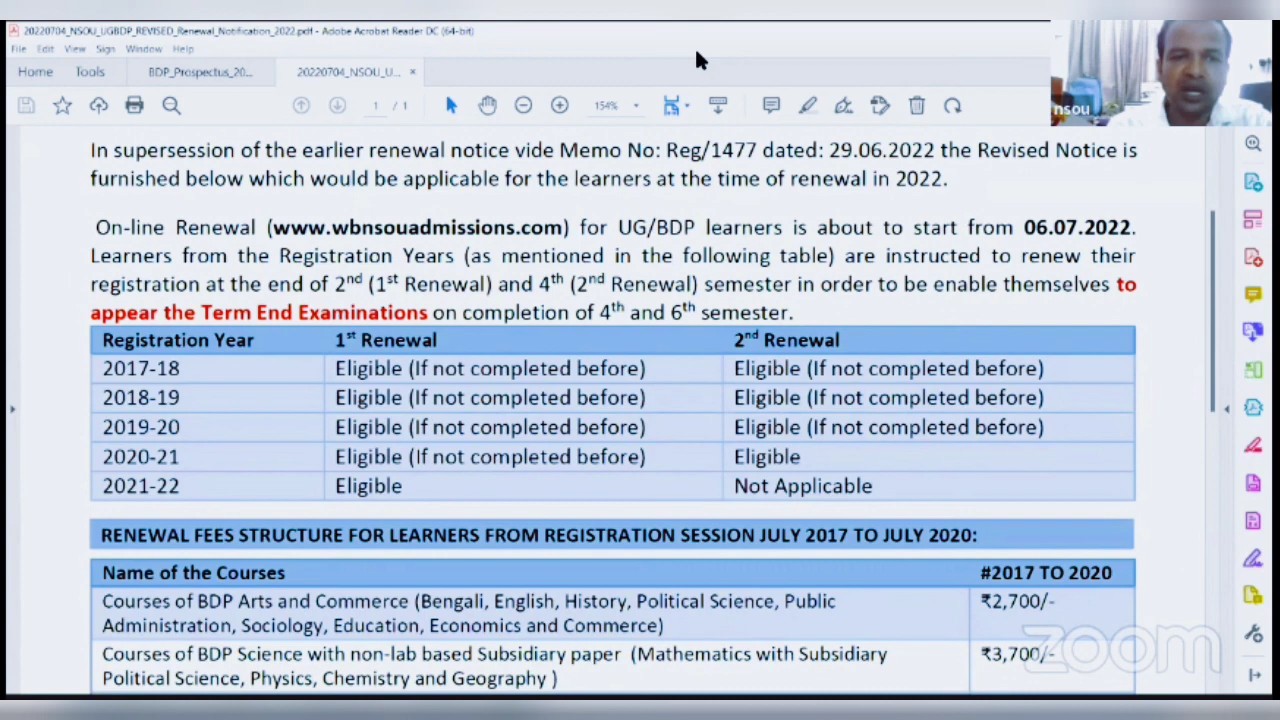 20220704_NSOU_UGBDP_REVISED_Renewal_Notification_2022.pdf - Adobe Acrobat Reader DC (64-bit)
File Edit View Sign Window Help
Home Tools BDP_Prospectus_20... 20220704_NSOU_U... ×
1 / 1 154%
nsou
In supersession of the earlier renewal notice vide Memo No: Reg/1477 dated: 29.06.2022 the Revised Notice is
furnished below which would be applicable for the learners at the time of renewal in 2022.
On-line Renewal (www.wbnsouadmissions.com) for UG/BDP learners is about to start from 06.07.2022.
Learners from the Registration Years (as mentioned in the following table) are instructed to renew their
registration at the end of 2nd (1st Renewal) and 4th (2nd Renewal) semester in order to be enable themselves to
appear the Term End Examinations on completion of 4th and 6th semester.
Registration Year 1st Renewal 2nd Renewal
2017-18 Eligible (If not completed before) Eligible (If not completed before)
2018-19 Eligible (If not completed before) Eligible (If not completed before)
2019-20 Eligible (If not completed before) Eligible (If not completed before)
2020-21 Eligible (If not completed before) Eligible
2021-22 Eligible Not Applicable
RENEWAL FEES STRUCTURE FOR LEARNERS FROM REGISTRATION SESSION JULY 2017 TO JULY 2020:
Name of the Courses #2017 TO 2020
Courses of BDP Arts and Commerce (Bengali, English, History, Political Science, Public ₹2,700/-
Administration, Sociology, Education, Economics and Commerce)
Courses of BDP Science with non-lab based Subsidiary paper (Mathematics with Subsidiary ₹3,700/-
Political Science, Physics, Chemistry and Geography )
zoom